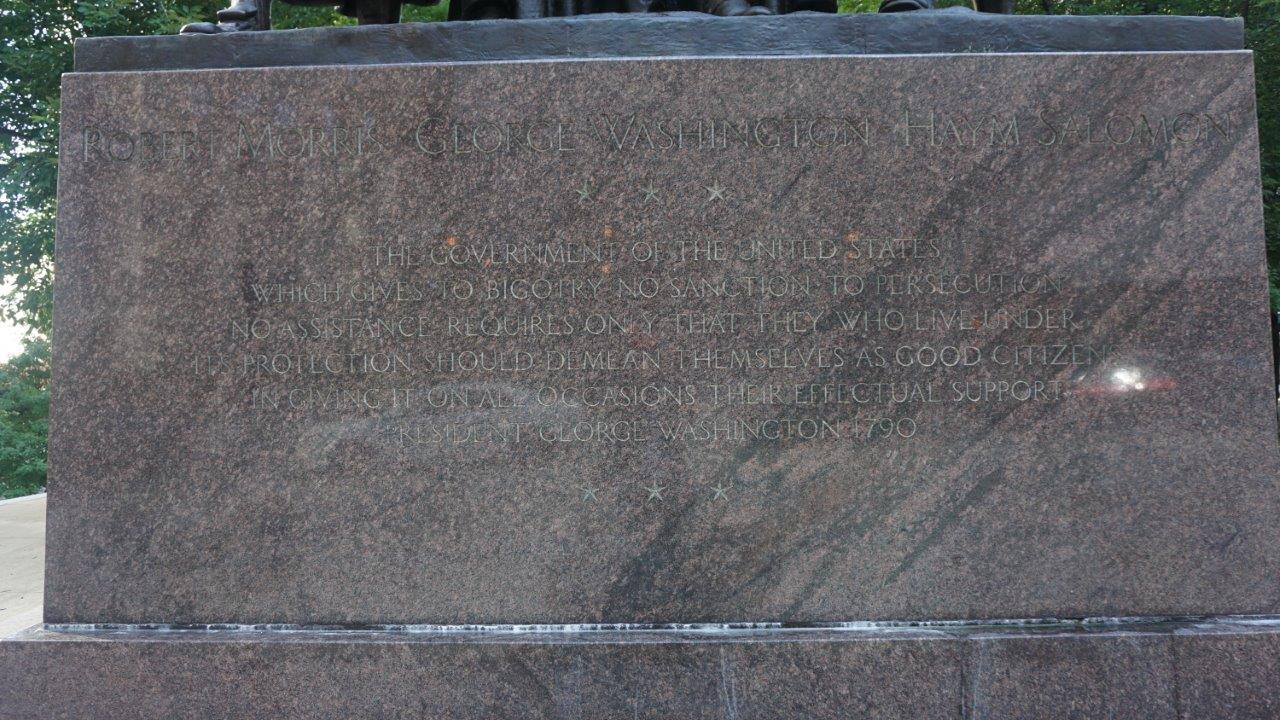 ROBERT MORRIS · GEORGE WASHINGTON · HAYM SALOMON
THE GOVERNMENT OF THE UNITED STATES
WHICH GIVES TO BIGOTRY NO SANCTION TO PERSECUTION
NO ASSISTANCE REQUIRES ONLY THAT THEY WHO LIVE UNDER
ITS PROTECTION SHOULD DEMEAN THEMSELVES AS GOOD CITIZENS
IN GIVING IT ON ALL OCCASIONS THEIR EFFECTUAL SUPPORT
PRESIDENT GEORGE WASHINGTON 1790